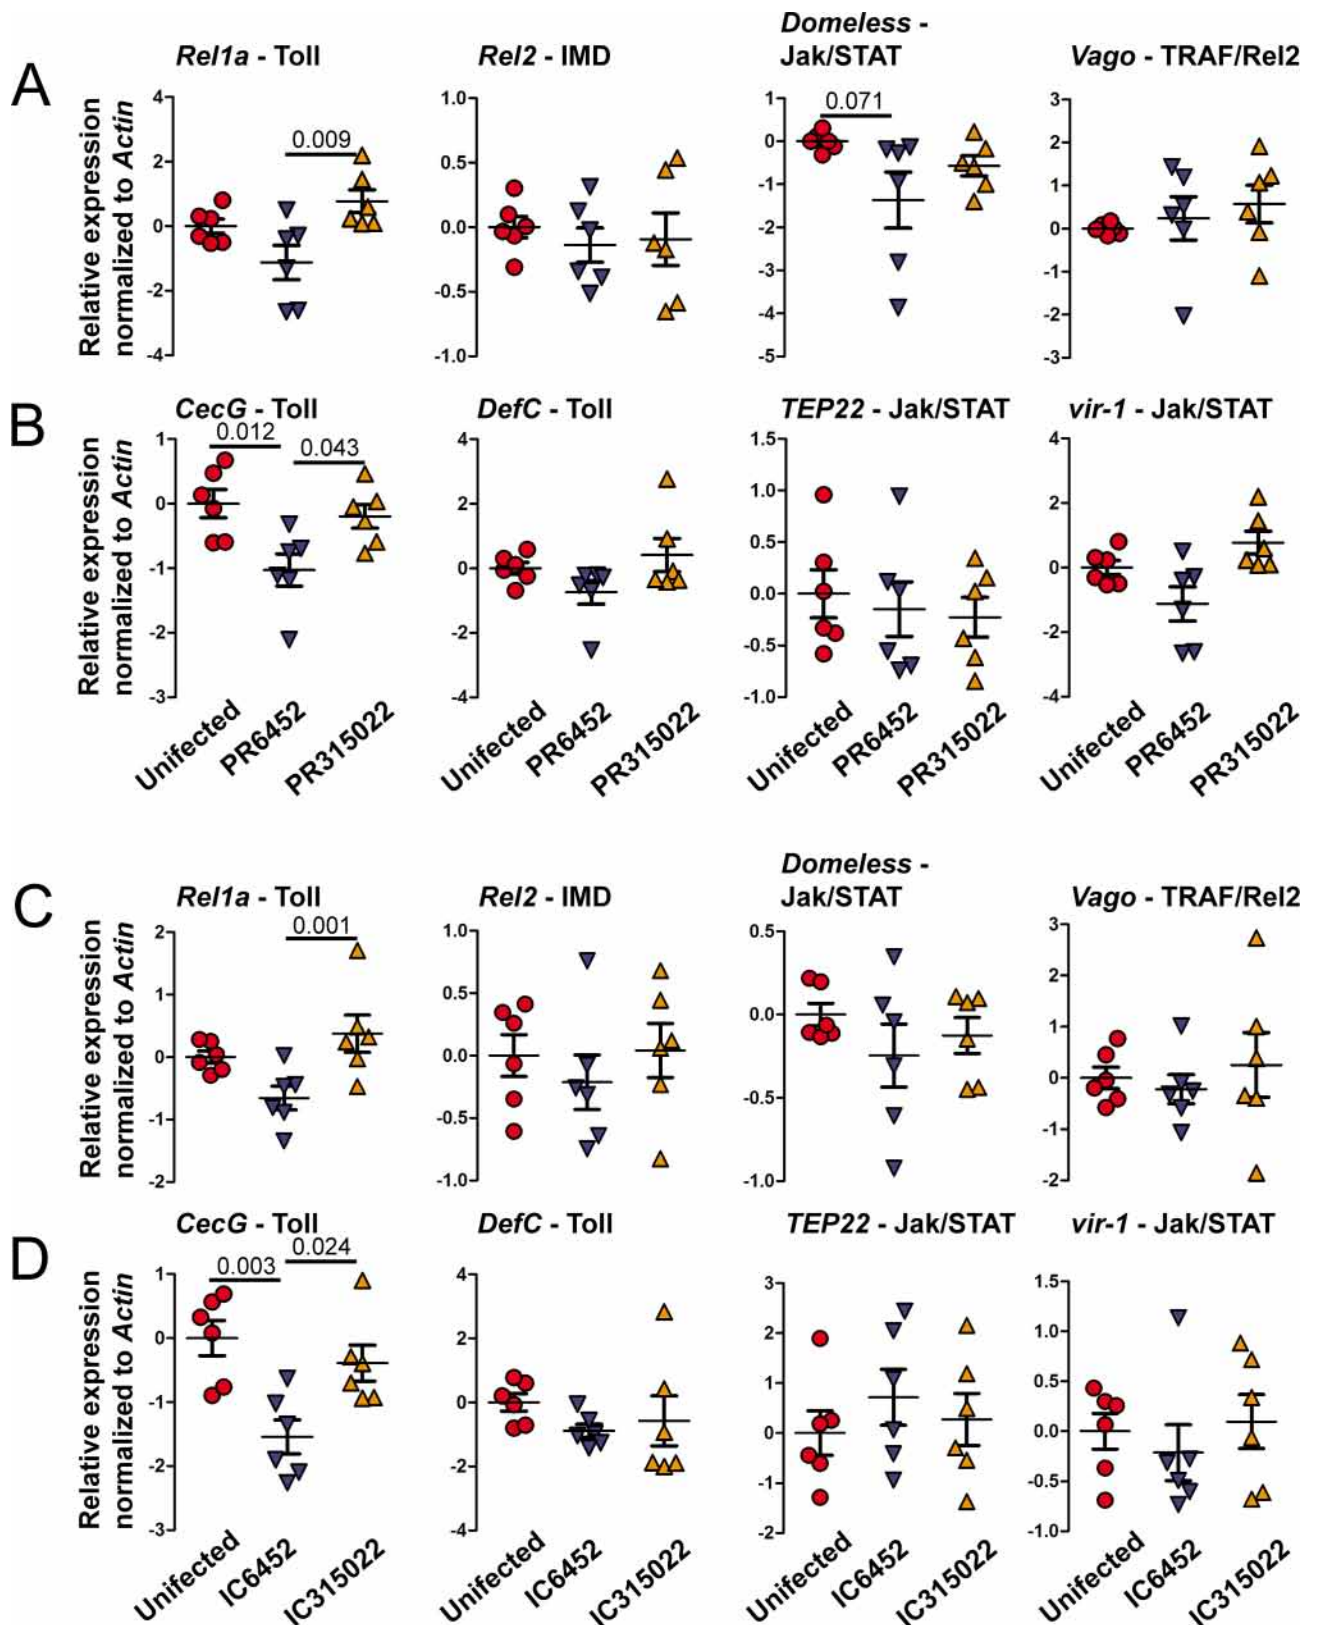 A
Rel1a - Toll
Rel2 - IMD
Domeless -
Jak/STAT
Vago - TRAF/Rel2
Relative expression
normalized to Actin
4
2
0
-2
-4
0.009
1.0
0.5
0.0
-0.5
-1.0
1
0
-1
-2
-3
-4
-5
0.071
3
2
1
0
-1
-2
-3
B
CecG - Toll
DefC - Toll
TEP22 - Jak/STAT
vir-1 - Jak/STAT
Relative expression
normalized to Actin
1
0
-1
-2
-3
0.012
0.043
4
2
0
-2
-4
1.5
1.0
0.5
0.0
-0.5
-1.0
4
2
0
-2
-4
Unifected
PR6452
PR315022
Unifected
PR6452
PR315022
Unifected
PR6452
PR315022
Unifected
PR6452
PR315022
C
Rel1a - Toll
Rel2 - IMD
Domeless -
Jak/STAT
Vago - TRAF/Rel2
Relative expression
normalized to Actin
2
1
0
-1
-2
0.001
1.0
0.5
0.0
-0.5
-1.0
0.5
0.0
-0.5
-1.0
3
2
1
0
-1
-2
D
CecG - Toll
DefC - Toll
TEP22 - Jak/STAT
vir-1 - Jak/STAT
Relative expression
normalized to Actin
1
0
-1
-2
-3
0.003
0.024
4
2
0
-2
-4
3
2
1
0
-1
-2
1.5
1.0
0.5
0.0
-0.5
-1.0
Unifected
IC6452
IC315022
Unifected
IC6452
IC315022
Unifected
IC6452
IC315022
Unifected
IC6452
IC315022